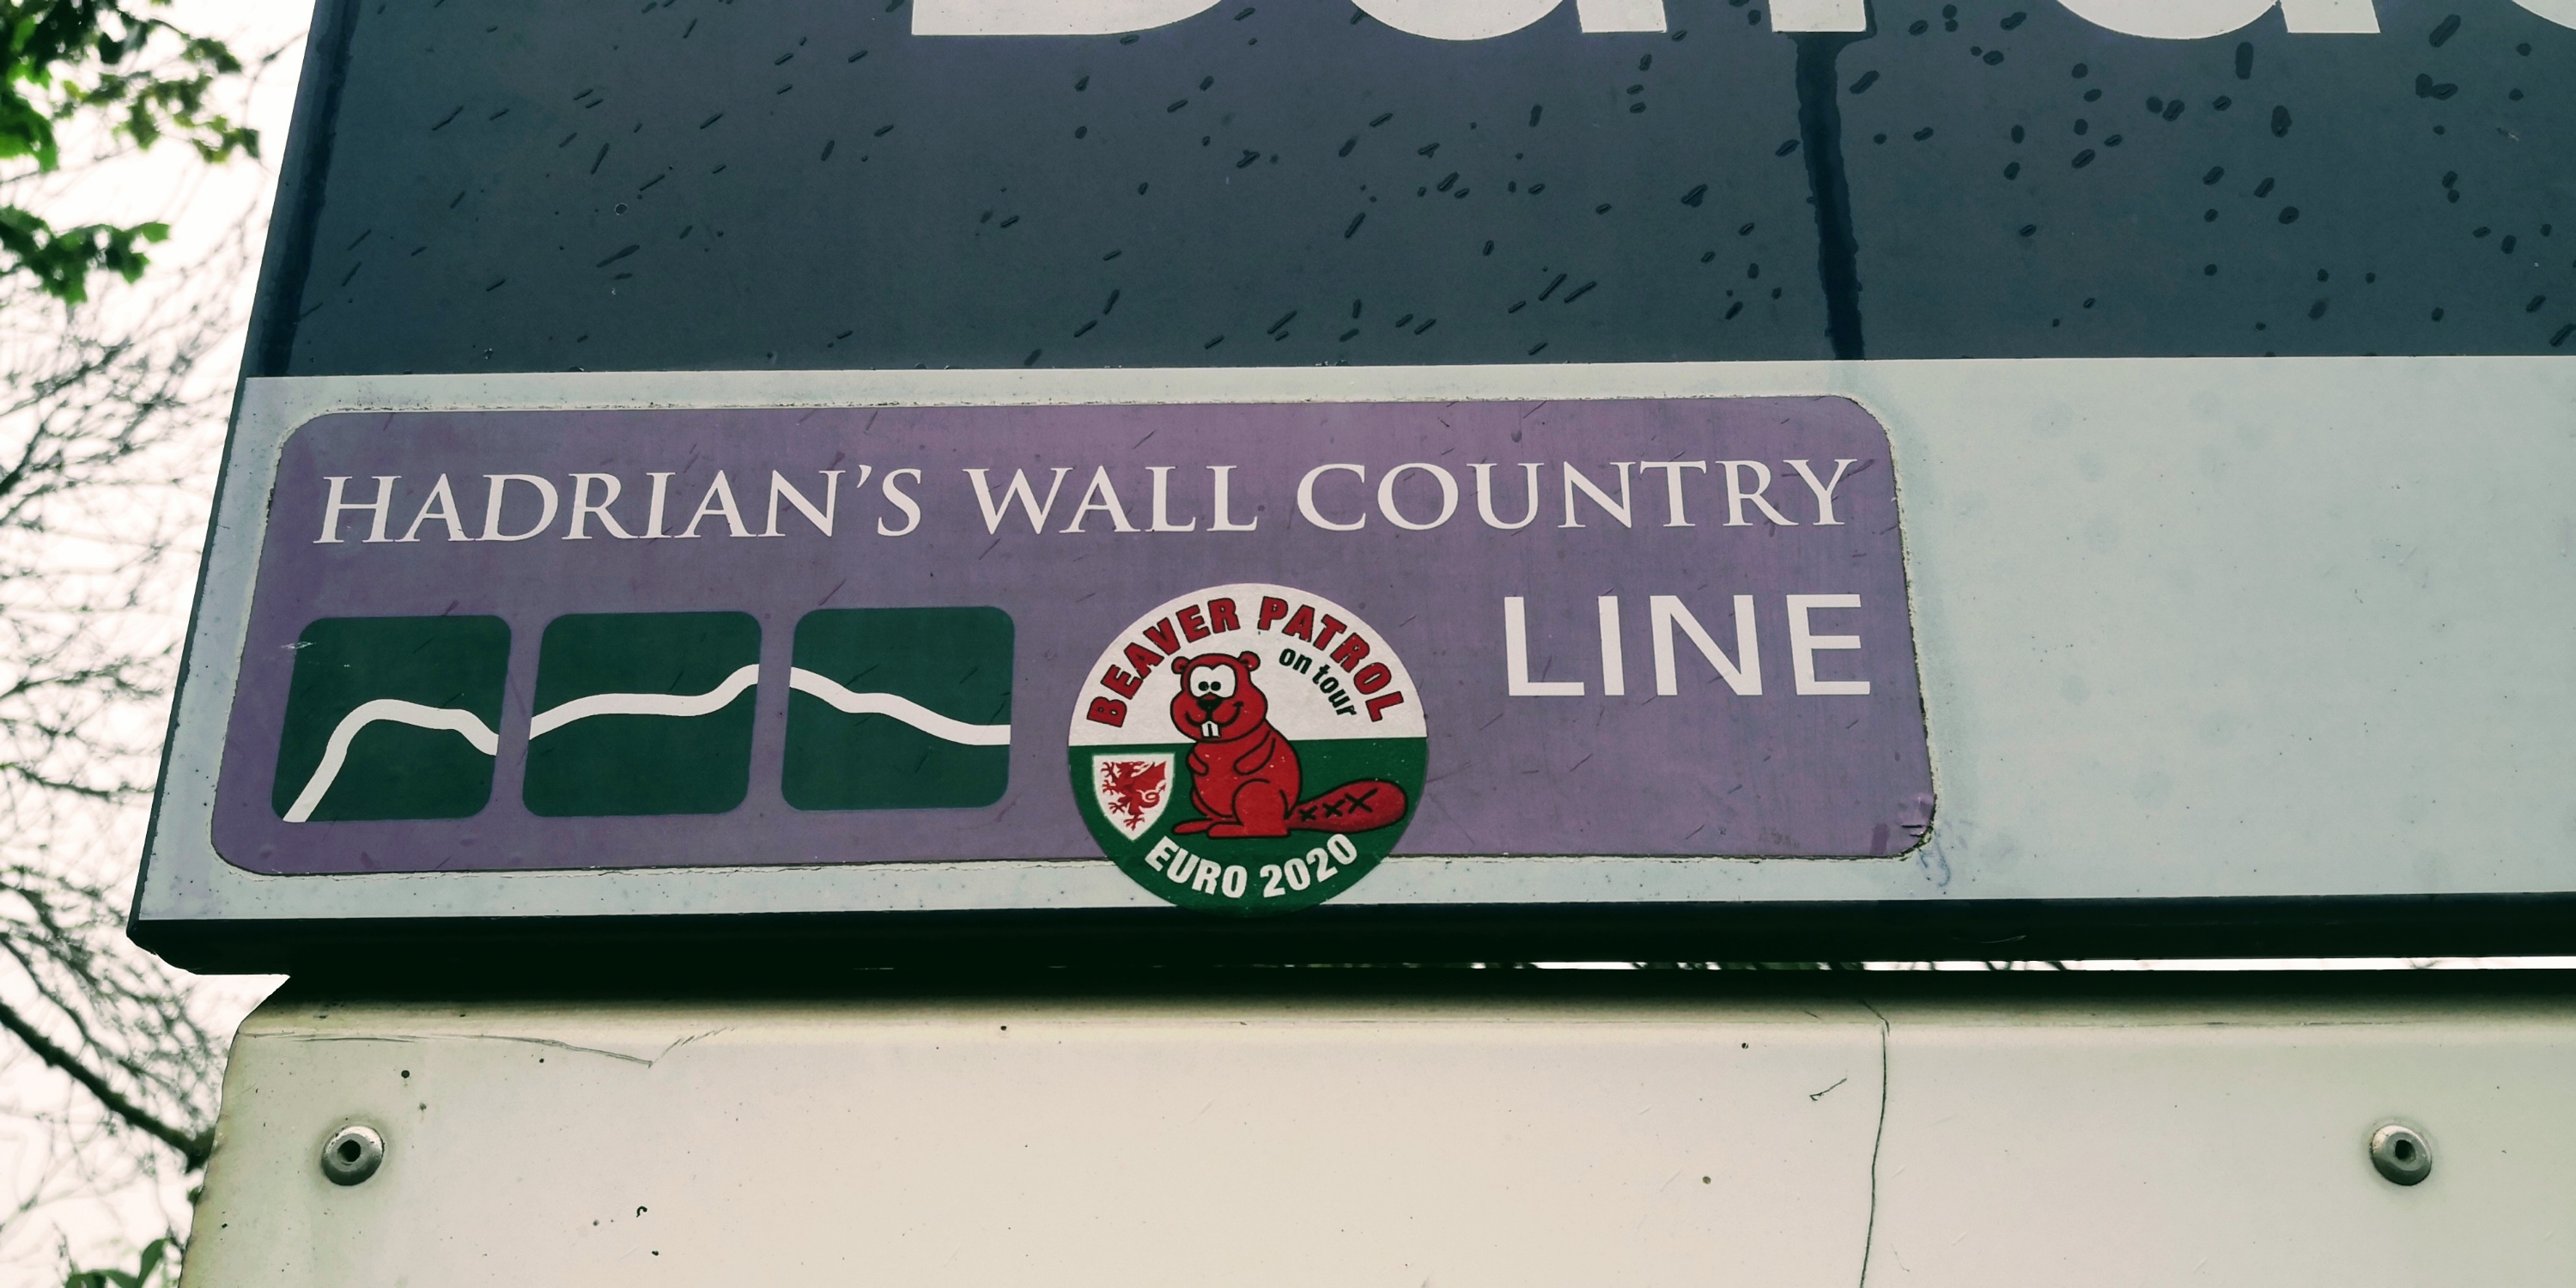 HADRIAN'S WALL COUNTRY
LINE
BEAVER PATROL
on tour
EURO 2020